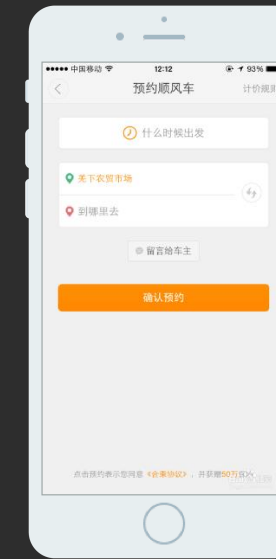 中国移动 12:12 93%
预约顺风车 计价规则
什么时候出发
美下农贸市场
到哪里去
留言给车主
确认预约
点击预约表示您同意《合乘协议》，并获赠50万